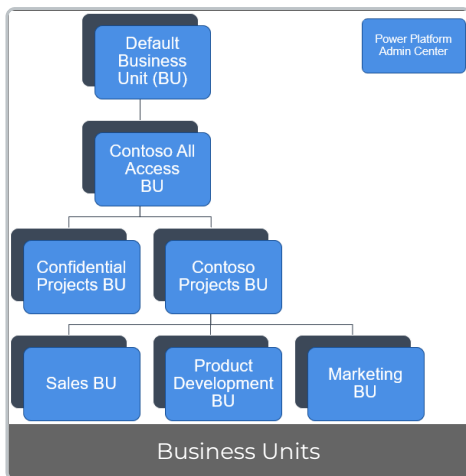 Default
Business
Unit (BU)
Power Platform
Admin Center
Contoso All
Access
BU
Confidential
Projects BU
Contoso
Projects BU
Sales BU
Product
Development
BU
Marketing
BU
Business Units